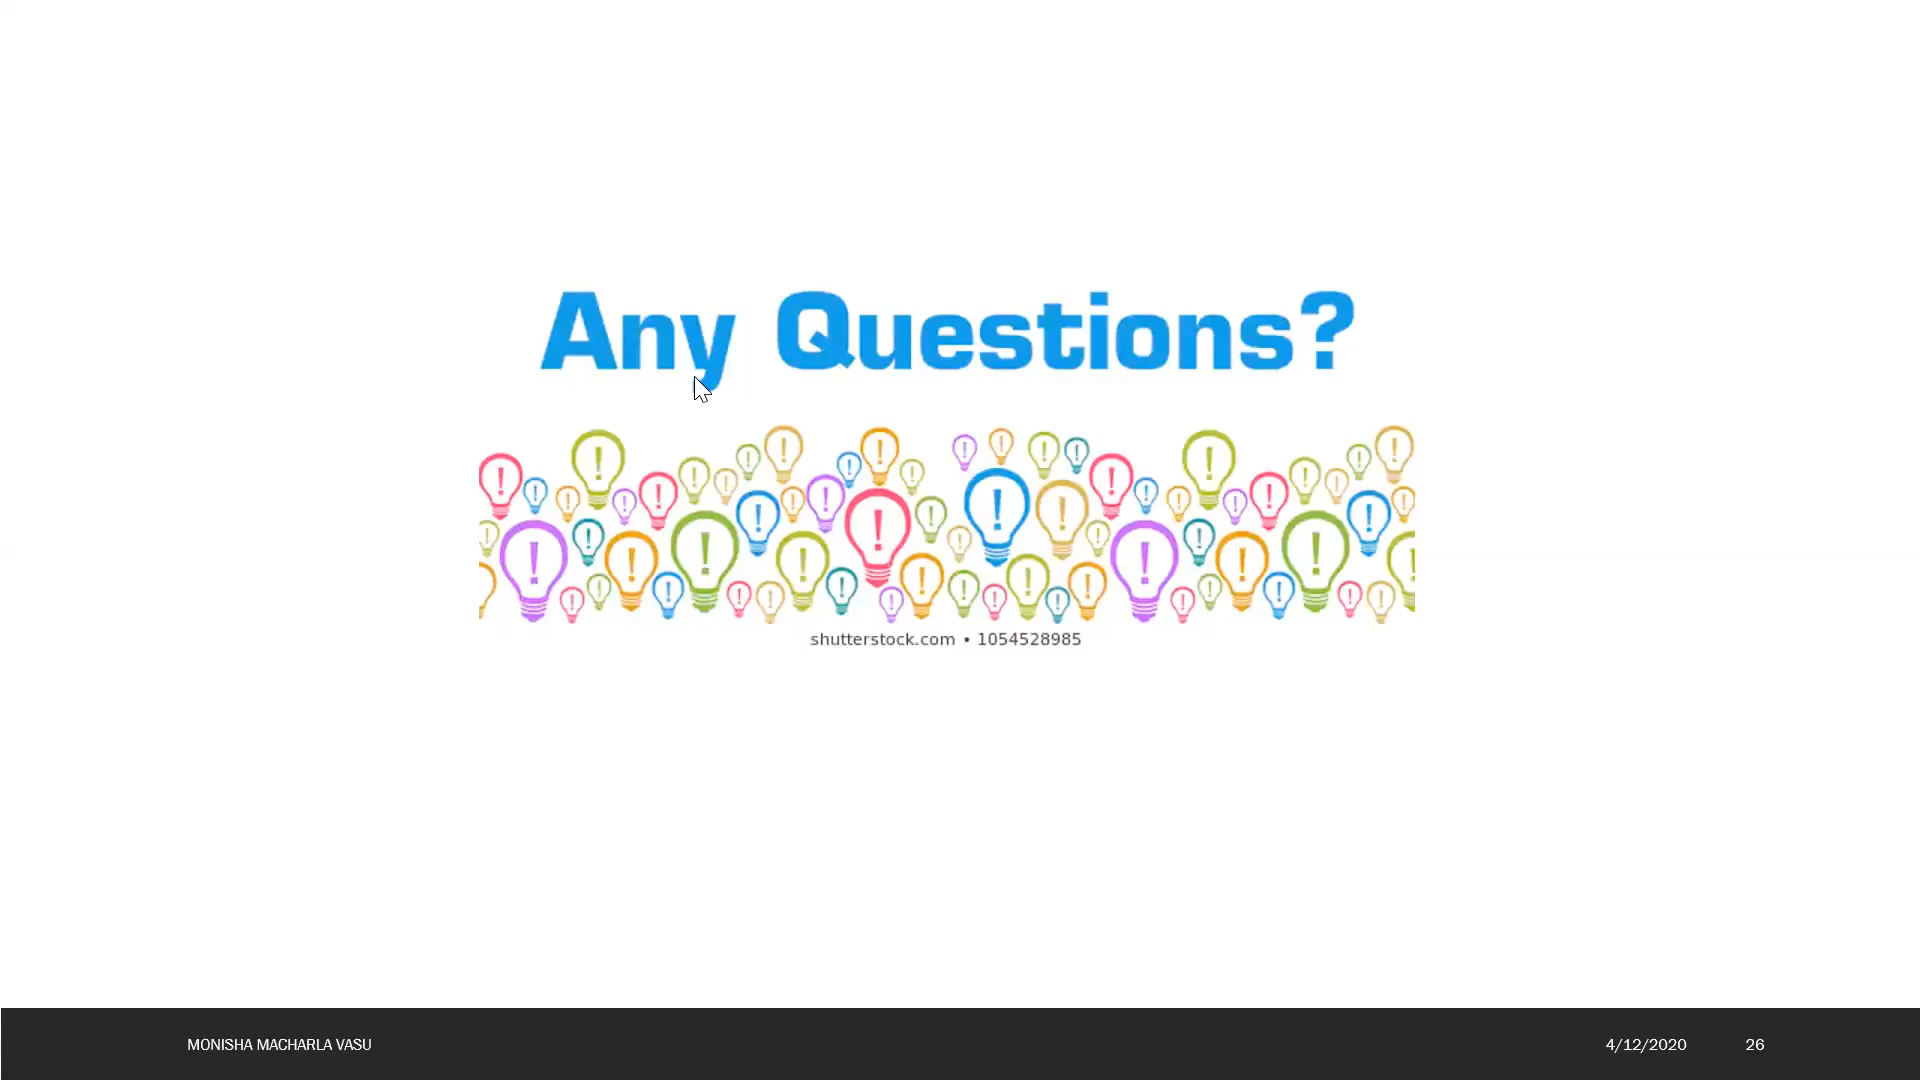 Any Questions?
shutterstock.com • 1054528985
MONISHA MACHARLA VASU
4/12/2020
26